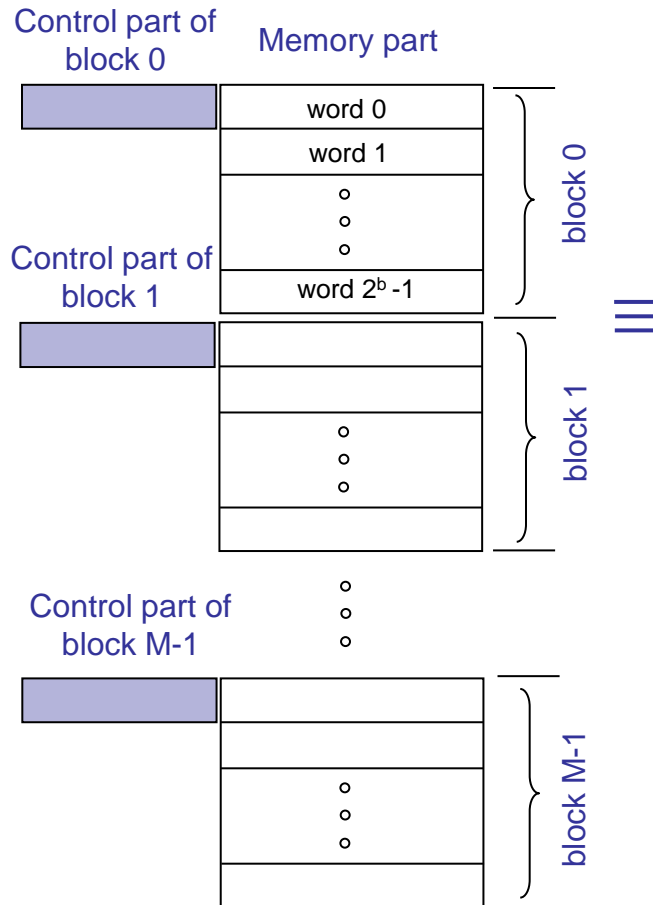 Control part of
block 0
Memory part
word 0
word 1
word 2ᵇ -1
block 0
Control part of
block 1
block 1
Control part of
block M-1
block M-1